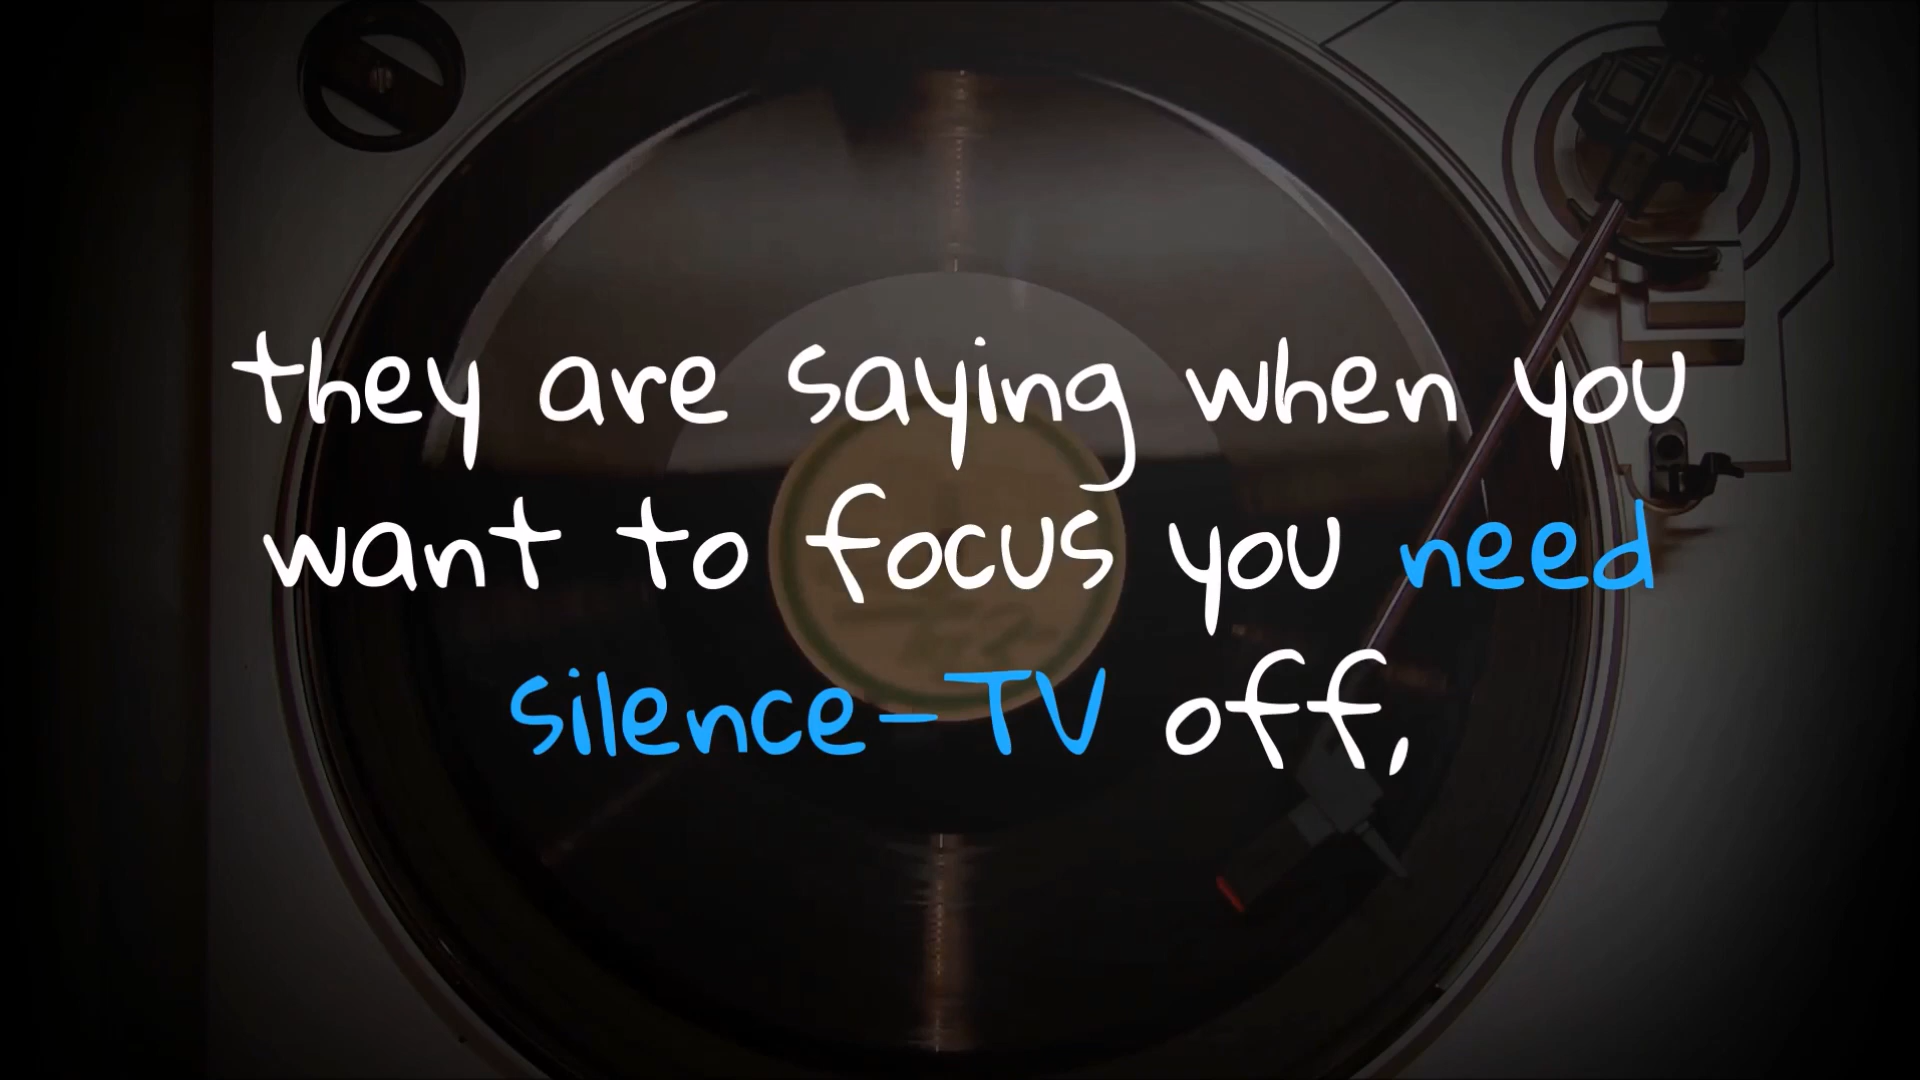 they are saying when you
want to focus you need
silence-TV off,